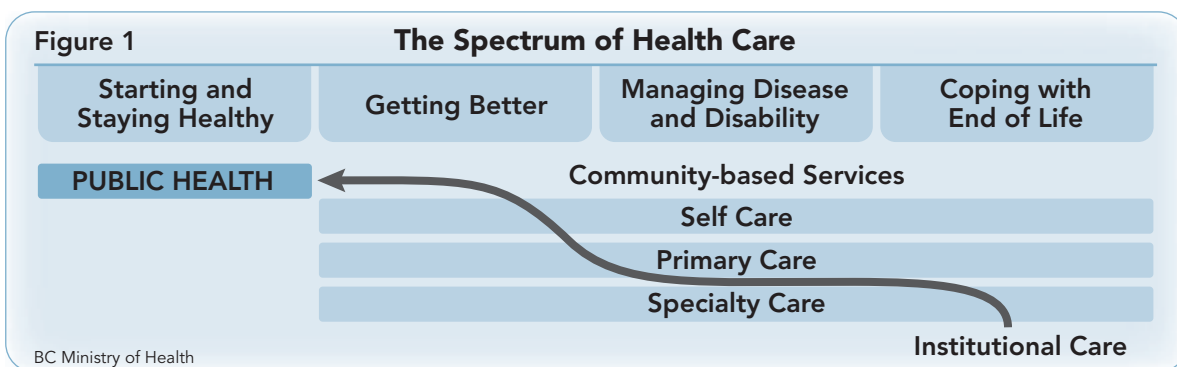 Figure 1
The Spectrum of Health Care
Starting and
Staying Healthy
Getting Better
Managing Disease
and Disability
Coping with
End of Life
PUBLIC HEALTH
Community-based Services
Self Care
Primary Care
Specialty Care
Institutional Care
BC Ministry of Health